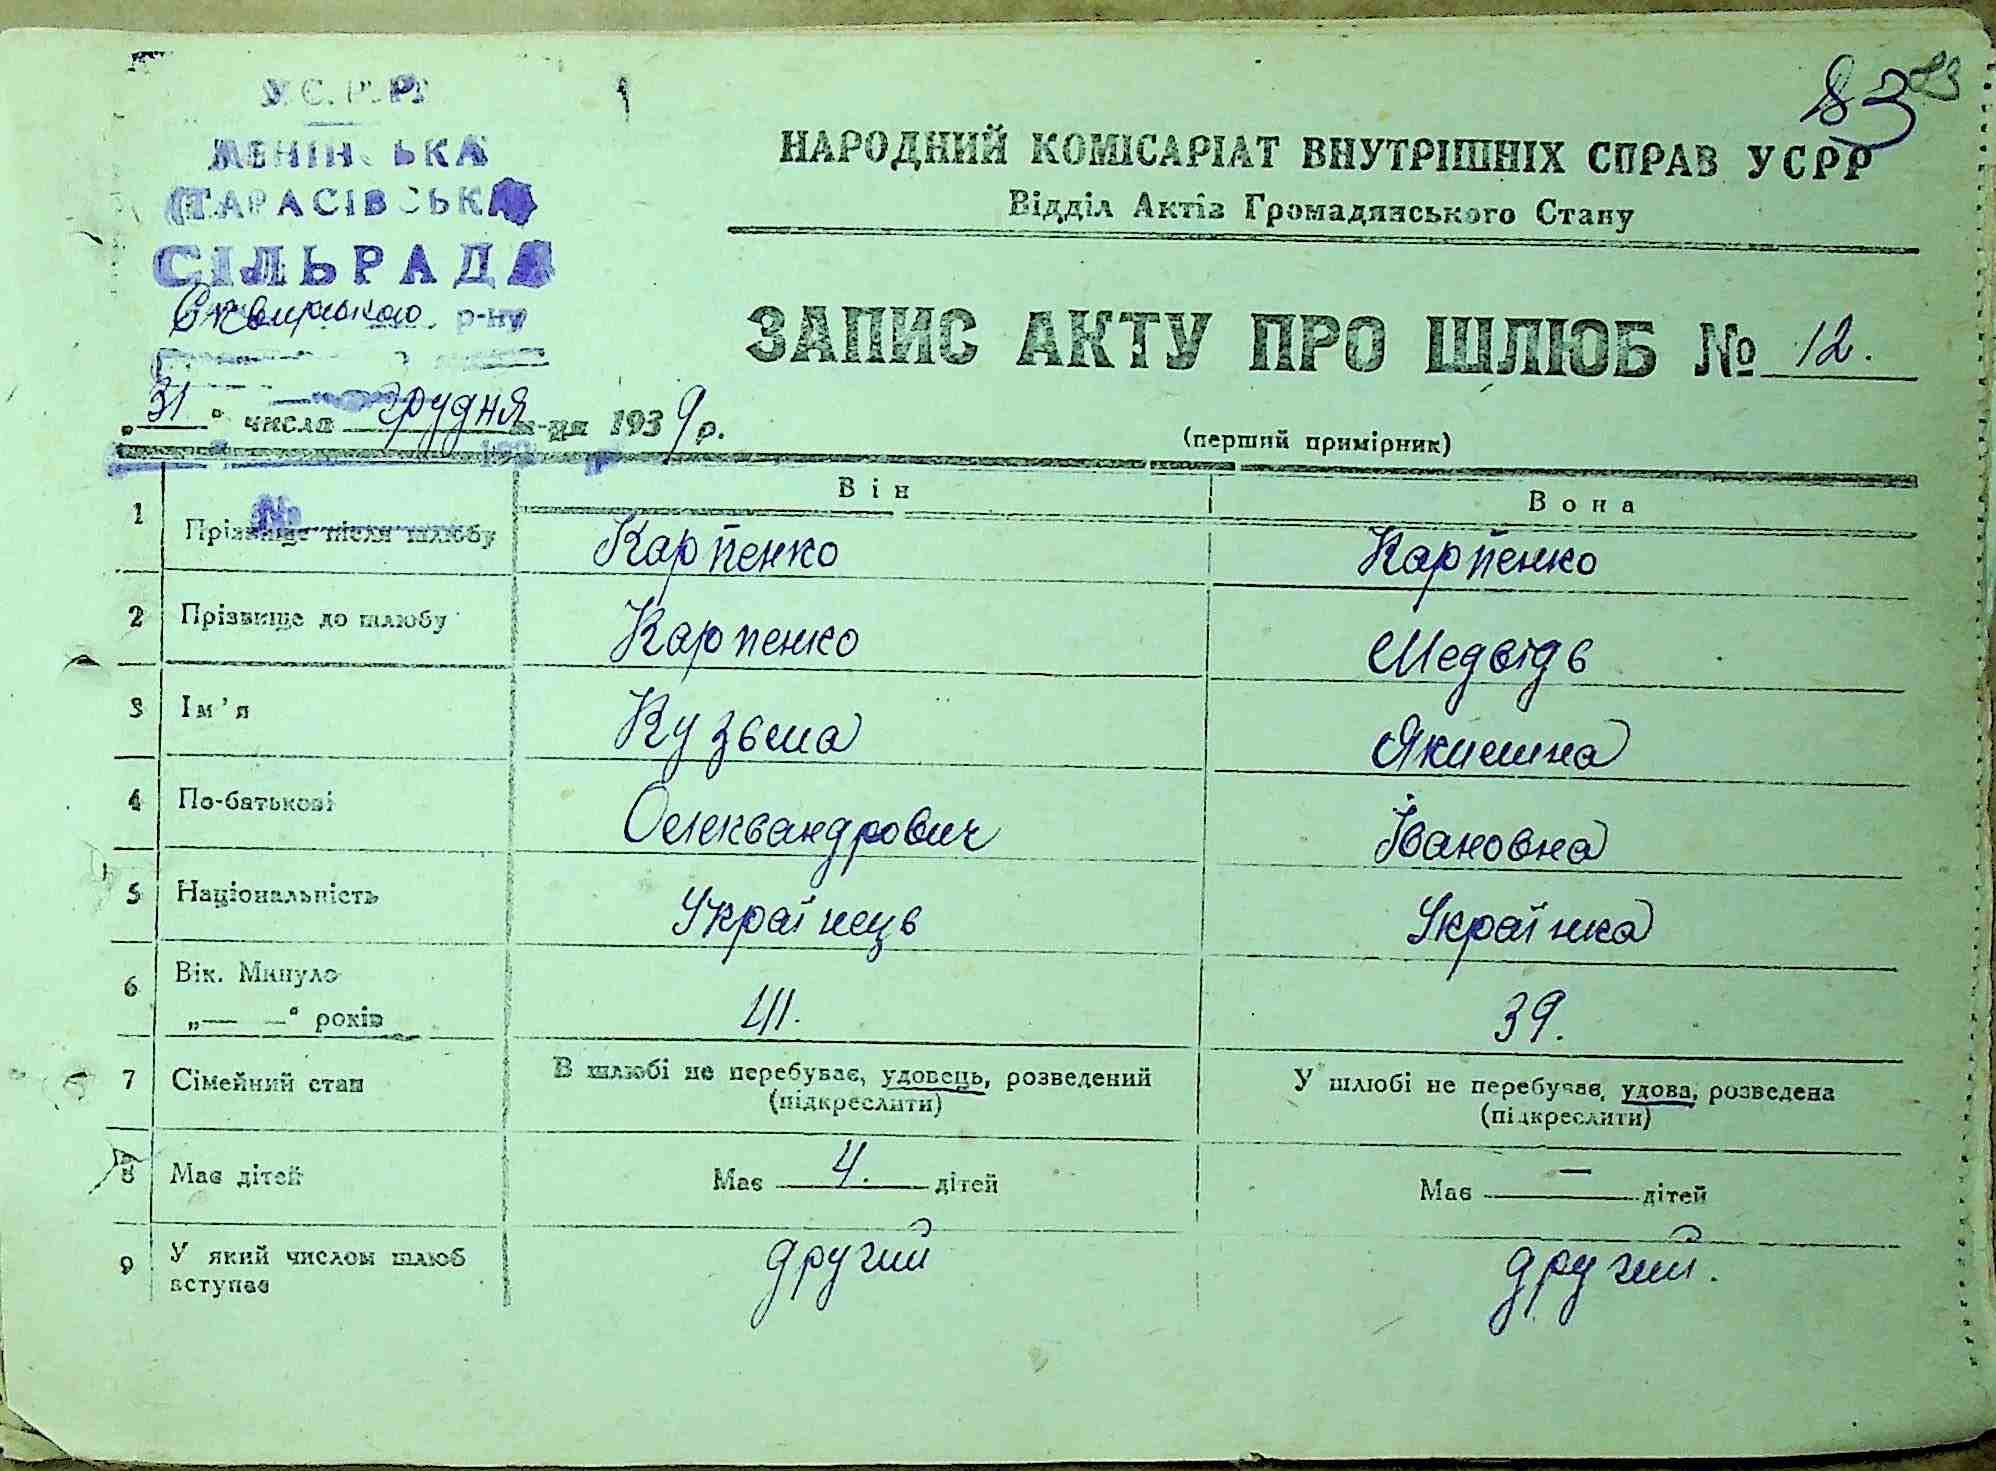 У.С.Р.Р.
ЛЕНІНСЬКА
(ТАРАСІВСЬКА)
СІЛЬРАДА
Сквирського р-ну
83
НАРОДНИЙ КОМІСАРІАТ ВНУТРІШНІХ СПРАВ УСРР
Відділ Актів Громадянського Стану
ЗАПИС АКТУ ПРО ШЛЮБ № 12.
„31“ числа грудня м-ця 1939 р.
(перший примірник)
Він Вона
1 Прізвище після шлюбу Карпенко Карпенко
2 Прізвище до шлюбу Карпенко Медвідь
3 Ім'я Кузьма Якимина
4 По-батькові Олександрович Івановна
5 Національність Українець Українка
6 Вік. Минуло
„— —“ років 41. 39.
7 Сімейний стан В шлюбі не перебуває, удовець, розведений У шлюбі не перебуває, удова, розведена
(підкреслити) (підкреслити)
8 Має дітей Має 4. дітей Має — дітей
9 У який числом шлюб
вступає другий другий.
№